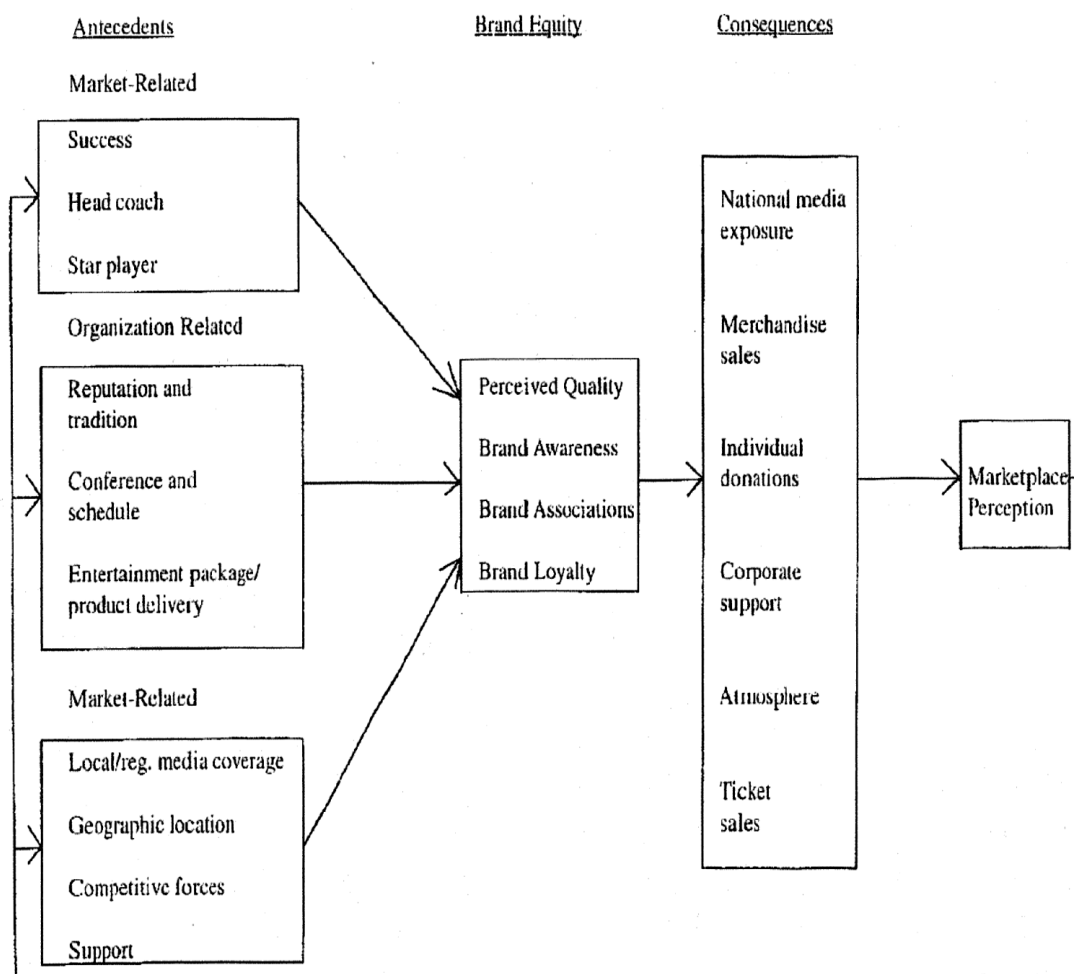 Antecedents
Brand Equity
Consequences
Market-Related
Success
Head coach
Star player
Organization Related
Reputation and
tradition
Conference and
schedule
Entertainment package/
product delivery
Market-Related
Local/reg. media coverage
Geographic location
Competitive forces
Support
Perceived Quality
Brand Awareness
Brand Associations
Brand Loyalty
National media
exposure
Merchandise
sales
Individual
donations
Corporate
support
Atmosphere
Ticket
sales
Marketplace
Perception